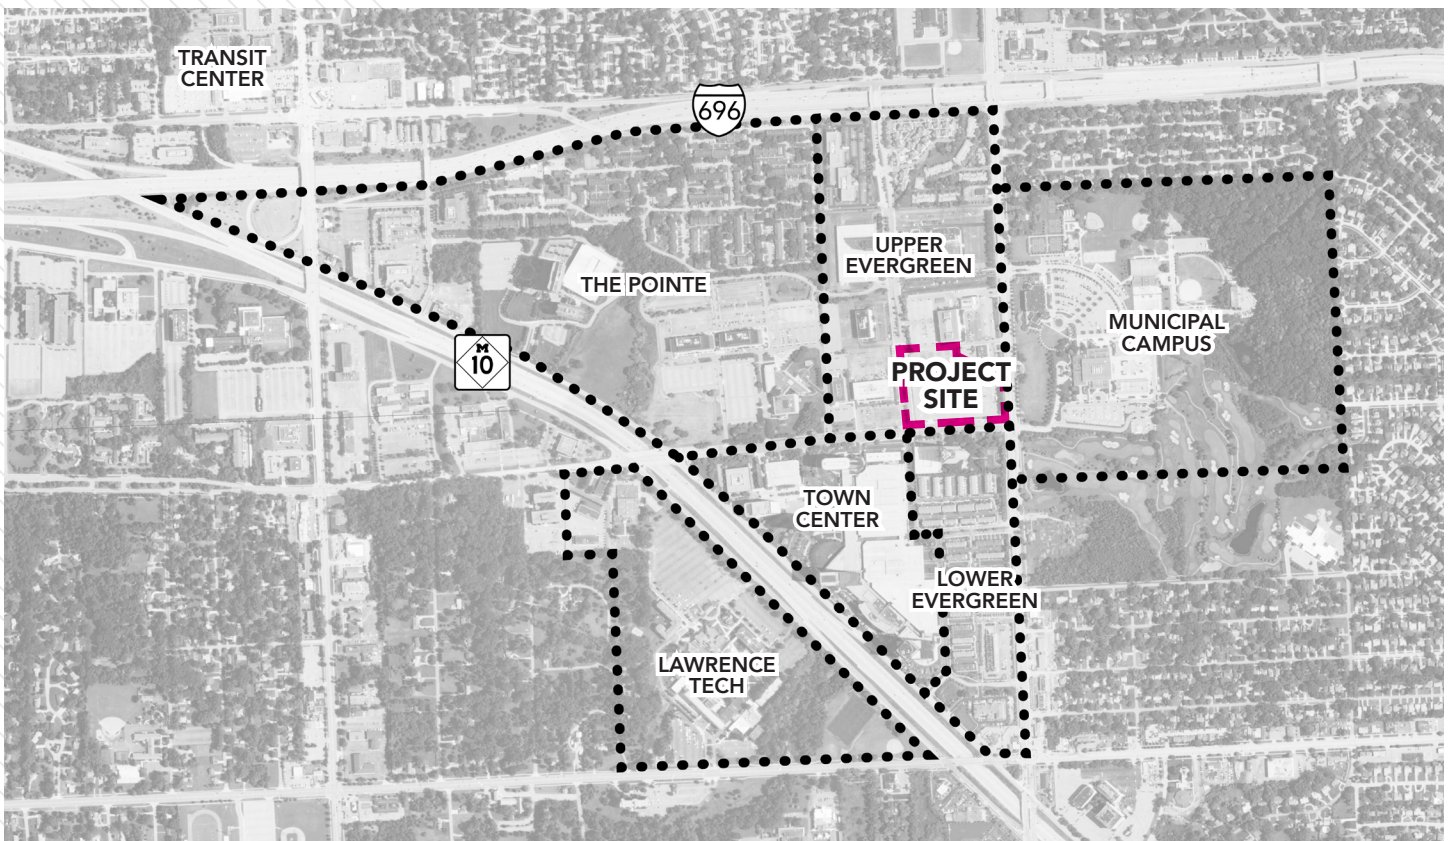 TRANSIT
CENTER
696
UPPER
EVERGREEN
THE POINTE
MUNICIPAL
CAMPUS
M
10
PROJECT
SITE
TOWN
CENTER
LOWER
EVERGREEN
LAWRENCE
TECH